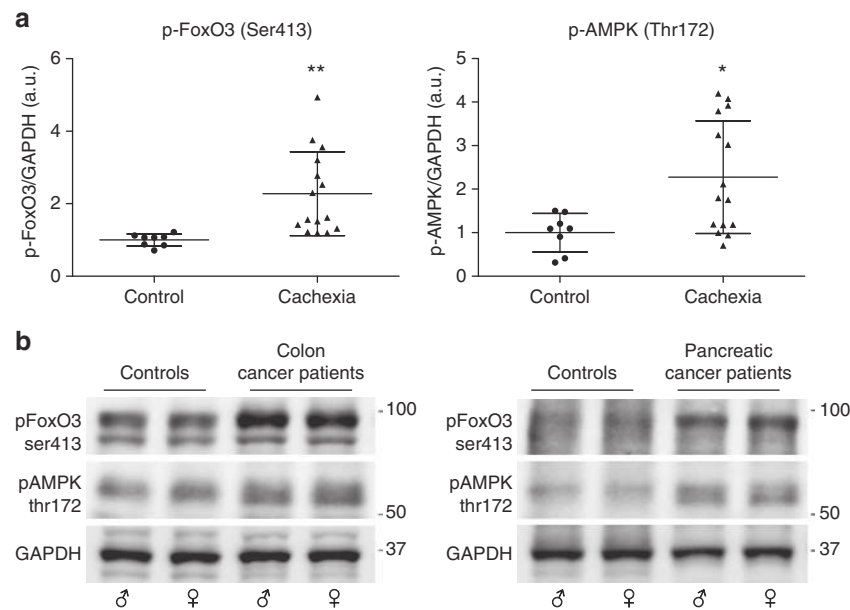 a
p-FoxO3 (Ser413)
p-FoxO3/GAPDH (a.u.)
6
4
2
0
**
Control
Cachexia
p-AMPK (Thr172)
p-AMPK/GAPDH (a.u.)
5
4
3
2
1
0
*
Control
Cachexia
b
Controls
Colon
cancer patients
pFoxO3
ser413
100
pAMPK
thr172
50
GAPDH
37
♂ ♀ ♂ ♀
Controls
Pancreatic
cancer patients
pFoxO3
ser413
100
pAMPK
thr172
50
GAPDH
37
♂ ♀ ♂ ♀